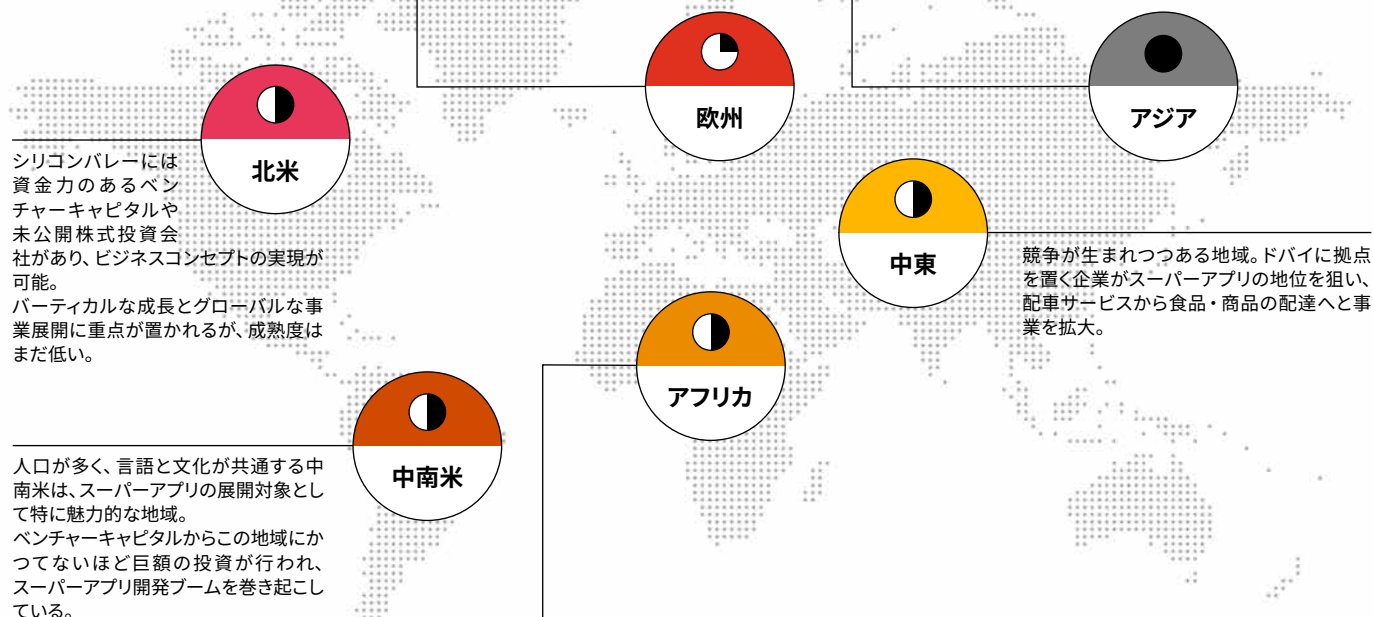 欧州
アジア
北米
シリコンバレーには
資金力のあるベン
チャーキャピタルや
未公開株式投資会
社があり、ビジネスコンセプトの実現が
可能。
バーティカルな成長とグローバルな事
業展開に重点が置かれるが、成熟度は
まだ低い。
中東
競争が生まれつつある地域。ドバイに拠点
を置く企業がスーパーアプリの地位を狙い、
配車サービスから食品・商品の配達へと事
業を拡大。
アフリカ
中南米
人口が多く、言語と文化が共通する中
南米は、スーパーアプリの展開対象とし
て特に魅力的な地域。
ベンチャーキャピタルからこの地域にか
つてないほど巨額の投資が行われ、
スーパーアプリ開発ブームを巻き起こし
ている。